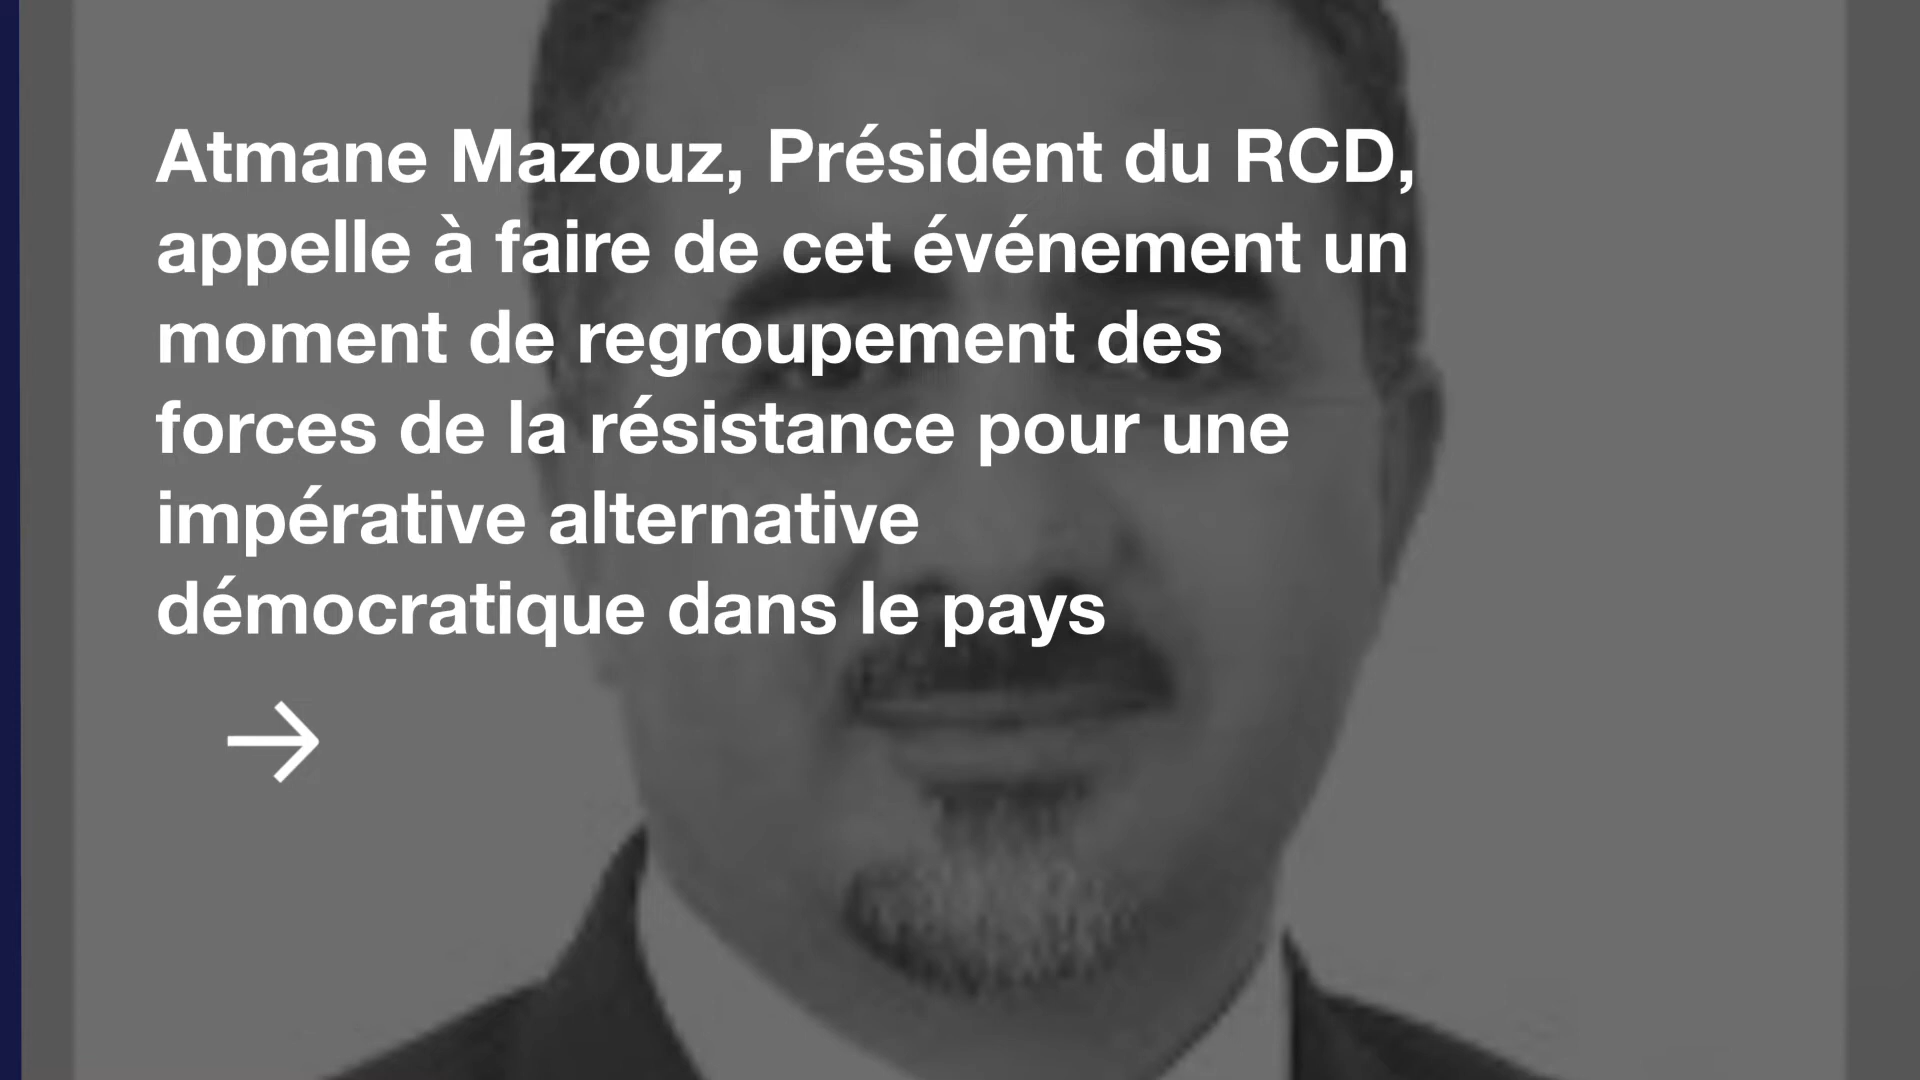 Atmane Mazouz, Président du RCD,
appelle à faire de cet événement un
moment de regroupement des
forces de la résistance pour une
impérative alternative
démocratique dans le pays